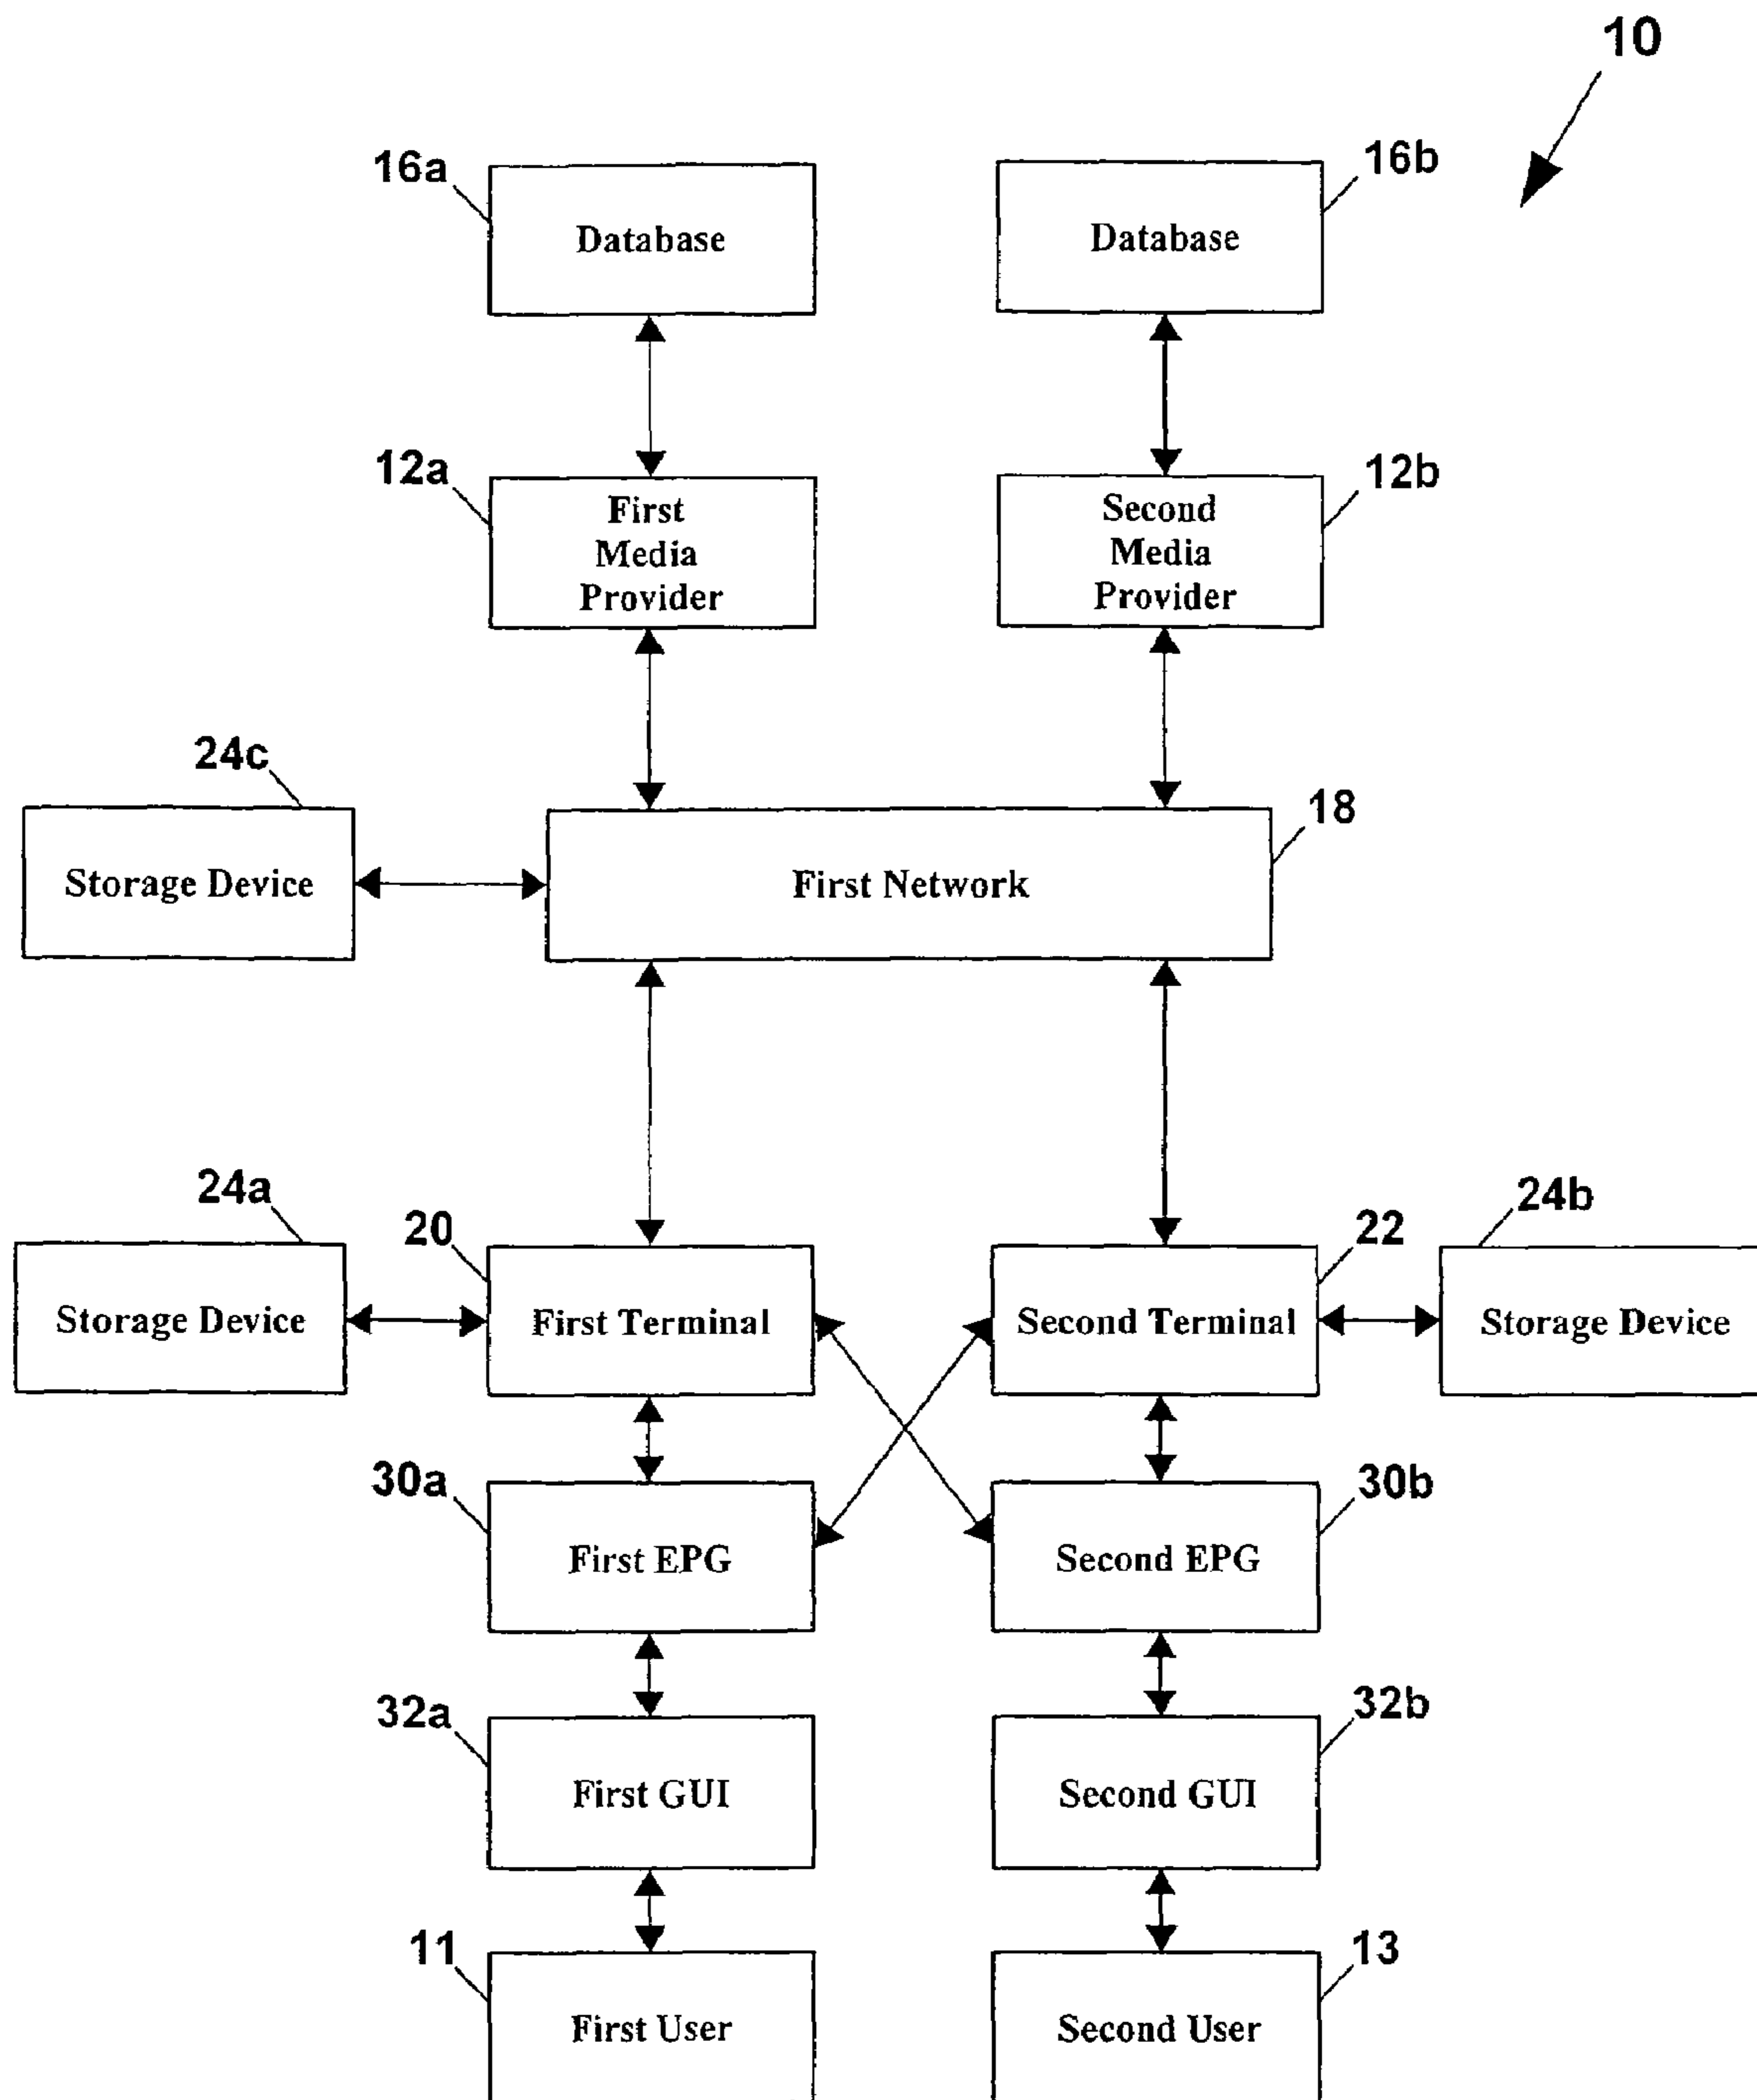 10
16a
Database
16b
Database
12a
First
Media
Provider
12b
Second
Media
Provider
24c
Storage Device
18
First Network
24a
Storage Device
20
First Terminal
22
Second Terminal
24b
Storage Device
30a
First EPG
30b
Second EPG
32a
First GUI
32b
Second GUI
11
First User
13
Second User